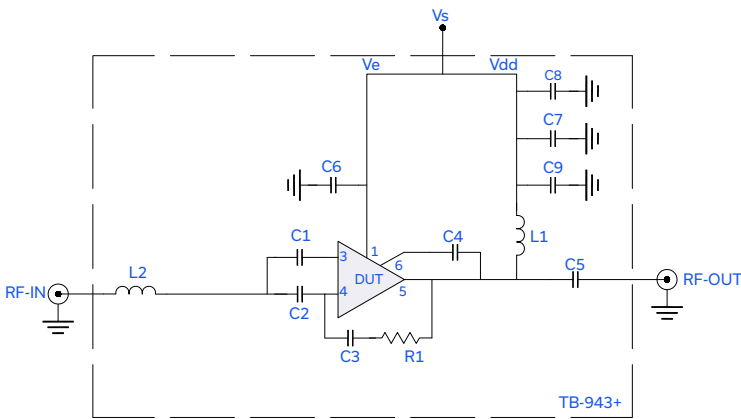 Vs
Ve
Vdd
C8
C7
C6
C9
L1
C1
C4
3
1
6
L2
DUT
C5
RF-IN
4
5
RF-OUT
C2
C3
R1
TB-943+